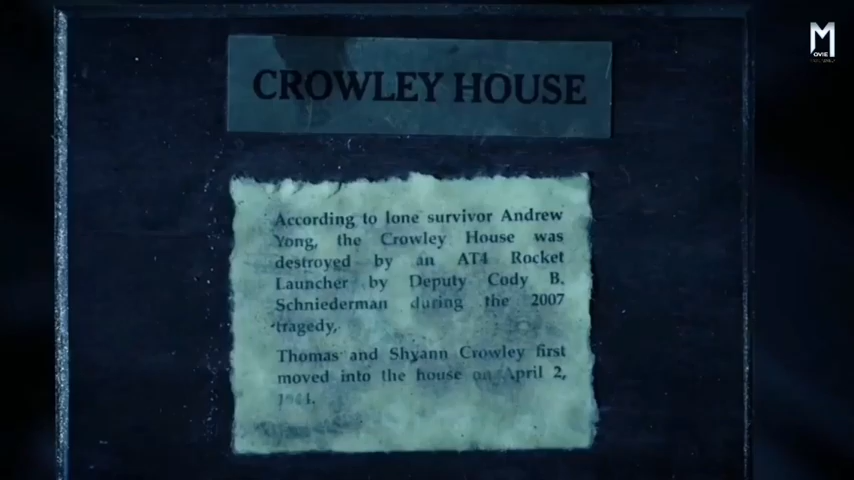 CROWLEY HOUSE
M
OVIE
According to lone survivor Andrew
Yong, the Crowley House was
destroyed by an AT4 Rocket
Launcher by Deputy Cody B.
Schniederman during the 2007
tragedy,
Thomas and Shyann Crowley first
moved into the house on April 2,